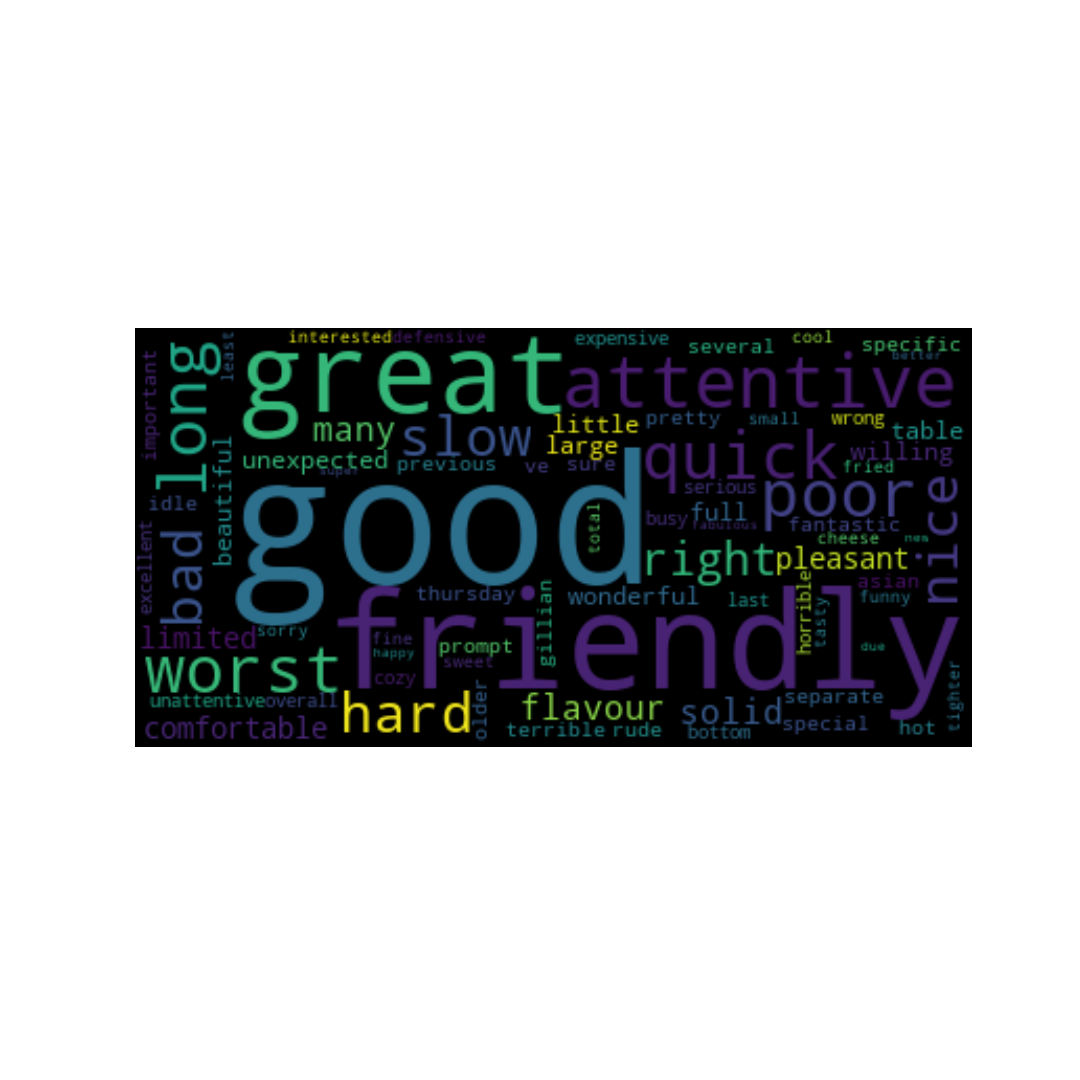 interested
defensive
expensive
cool
several
specific
better
great
attentive
least
important
long
many
slow
little
large
pretty
small
wrong
table
unexpected
super
previous
ve
sure
quick
willing
fried
serious
idle
beautiful
good
total
poor
full
busy
fabulous
fantastic
cheese
new
nice
bad
excellent
right
pleasant
asian
thursday
gillian
wonderful
last
horrible
tasty
funny
limited
sorry
friendly
fine
happy
prompt
sweet
cozy
due
worst
unattentive
overall
hard
older
flavour
solid
separate
tighter
comfortable
terrible
rude
bottom
special
hot